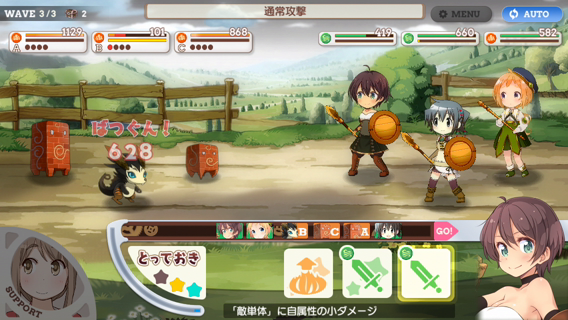 WAVE 3/3 2
通常攻撃
MENU
AUTO
1129
A
101
B
868
C
419
660
582
ばつぐん!
628
B C A GO!
とっておき
SUPPORT
「敵単体」に自属性の小ダメージ